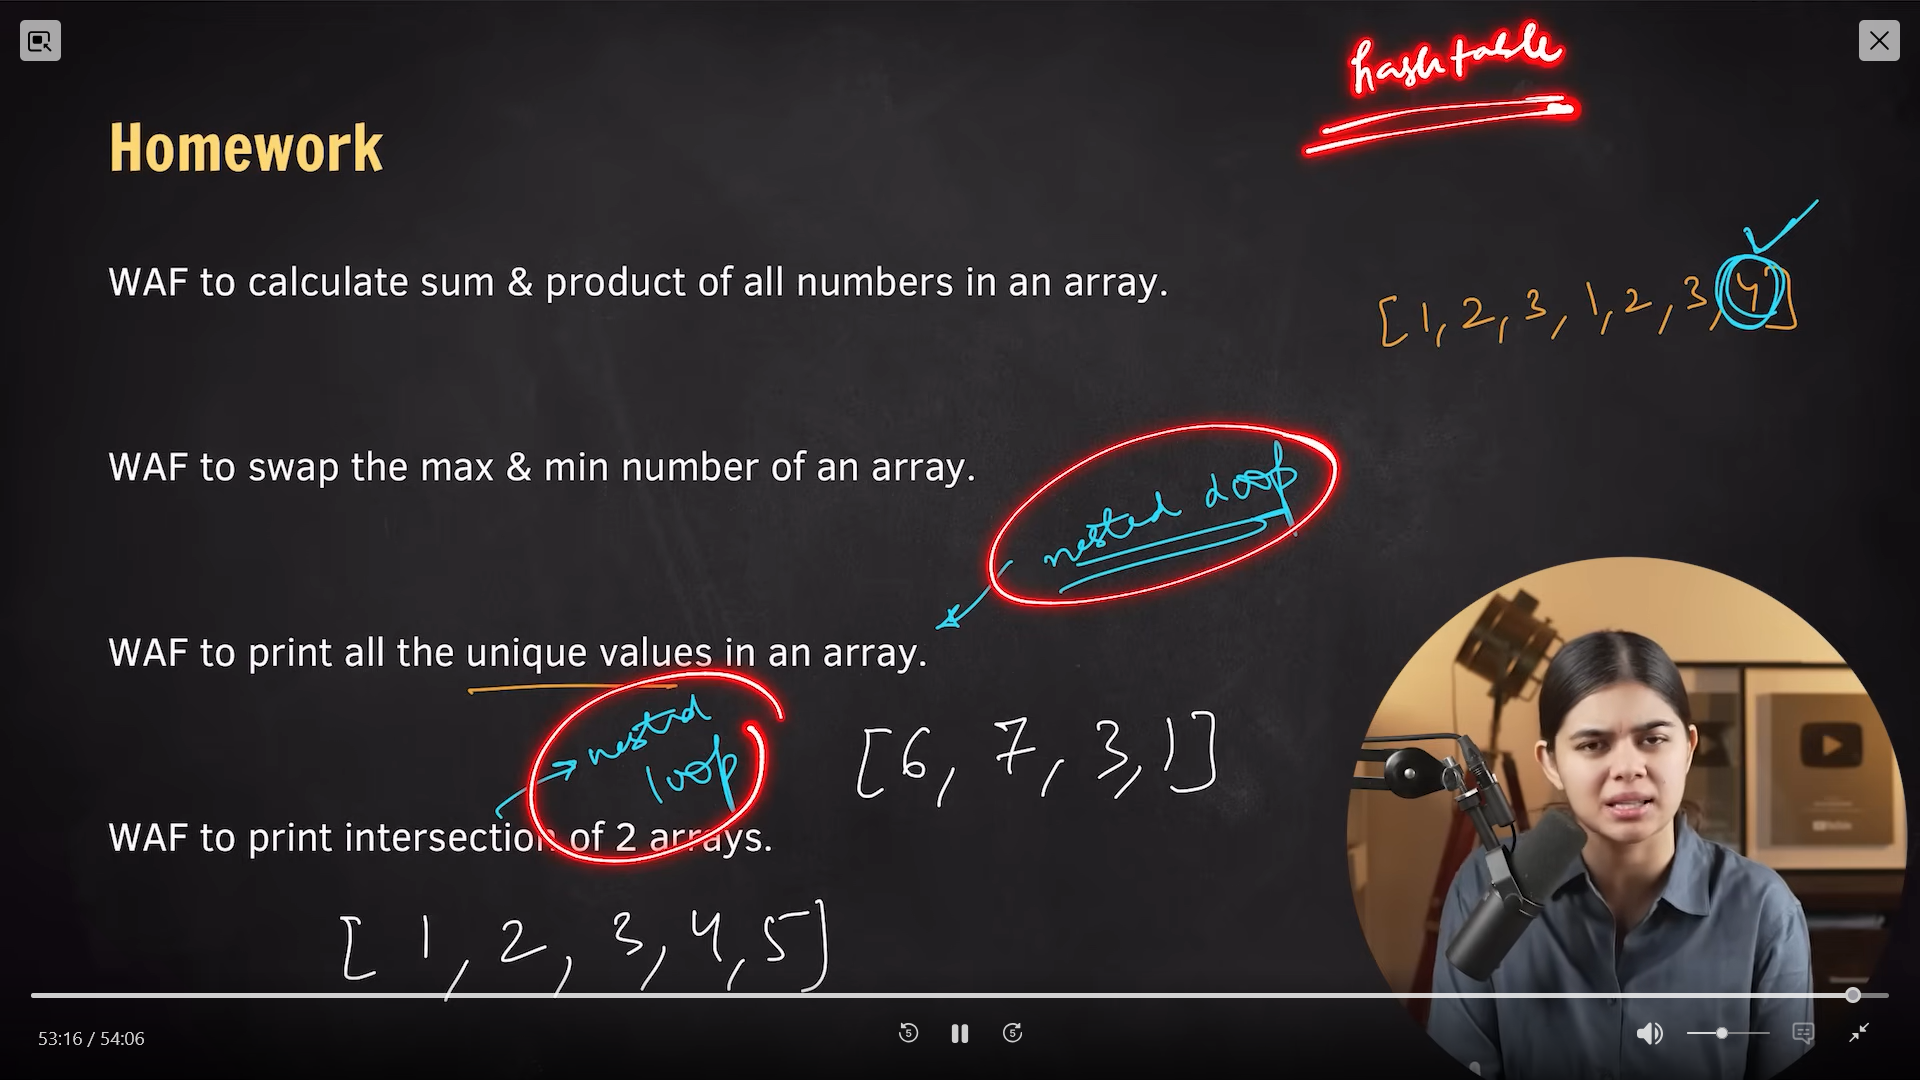 hashtable
Homework
WAF to calculate sum & product of all numbers in an array.
[1, 2, 3, 1, 2, 3, 4]
WAF to swap the max & min number of an array.
nested loop
WAF to print all the unique values in an array.
nested
loop
[6, 7, 3, 1]
WAF to print intersection of 2 arrays.
[1, 2, 3, 4, 5]
53:16 / 54:06
5
5